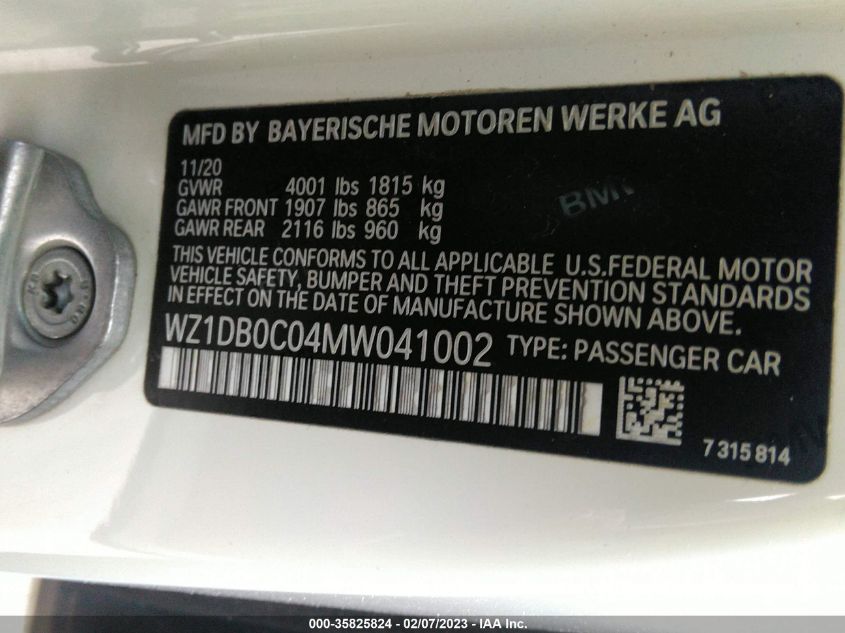 MFD BY BAYERISCHE MOTOREN WERKE AG
11/20
GVWR 4001 lbs 1815 kg
GAWR FRONT 1907 lbs 865 kg
GAWR REAR 2116 lbs 960 kg
BMW
THIS VEHICLE CONFORMS TO ALL APPLICABLE U.S.FEDERAL MOTOR
VEHICLE SAFETY, BUMPER AND THEFT PREVENTION STANDARDS
IN EFFECT ON THE DATE OF MANUFACTURE SHOWN ABOVE.
WZ1DB0C04MW041002 TYPE: PASSENGER CAR
7315814
000-35825824 - 02/07/2023 - IAA Inc.